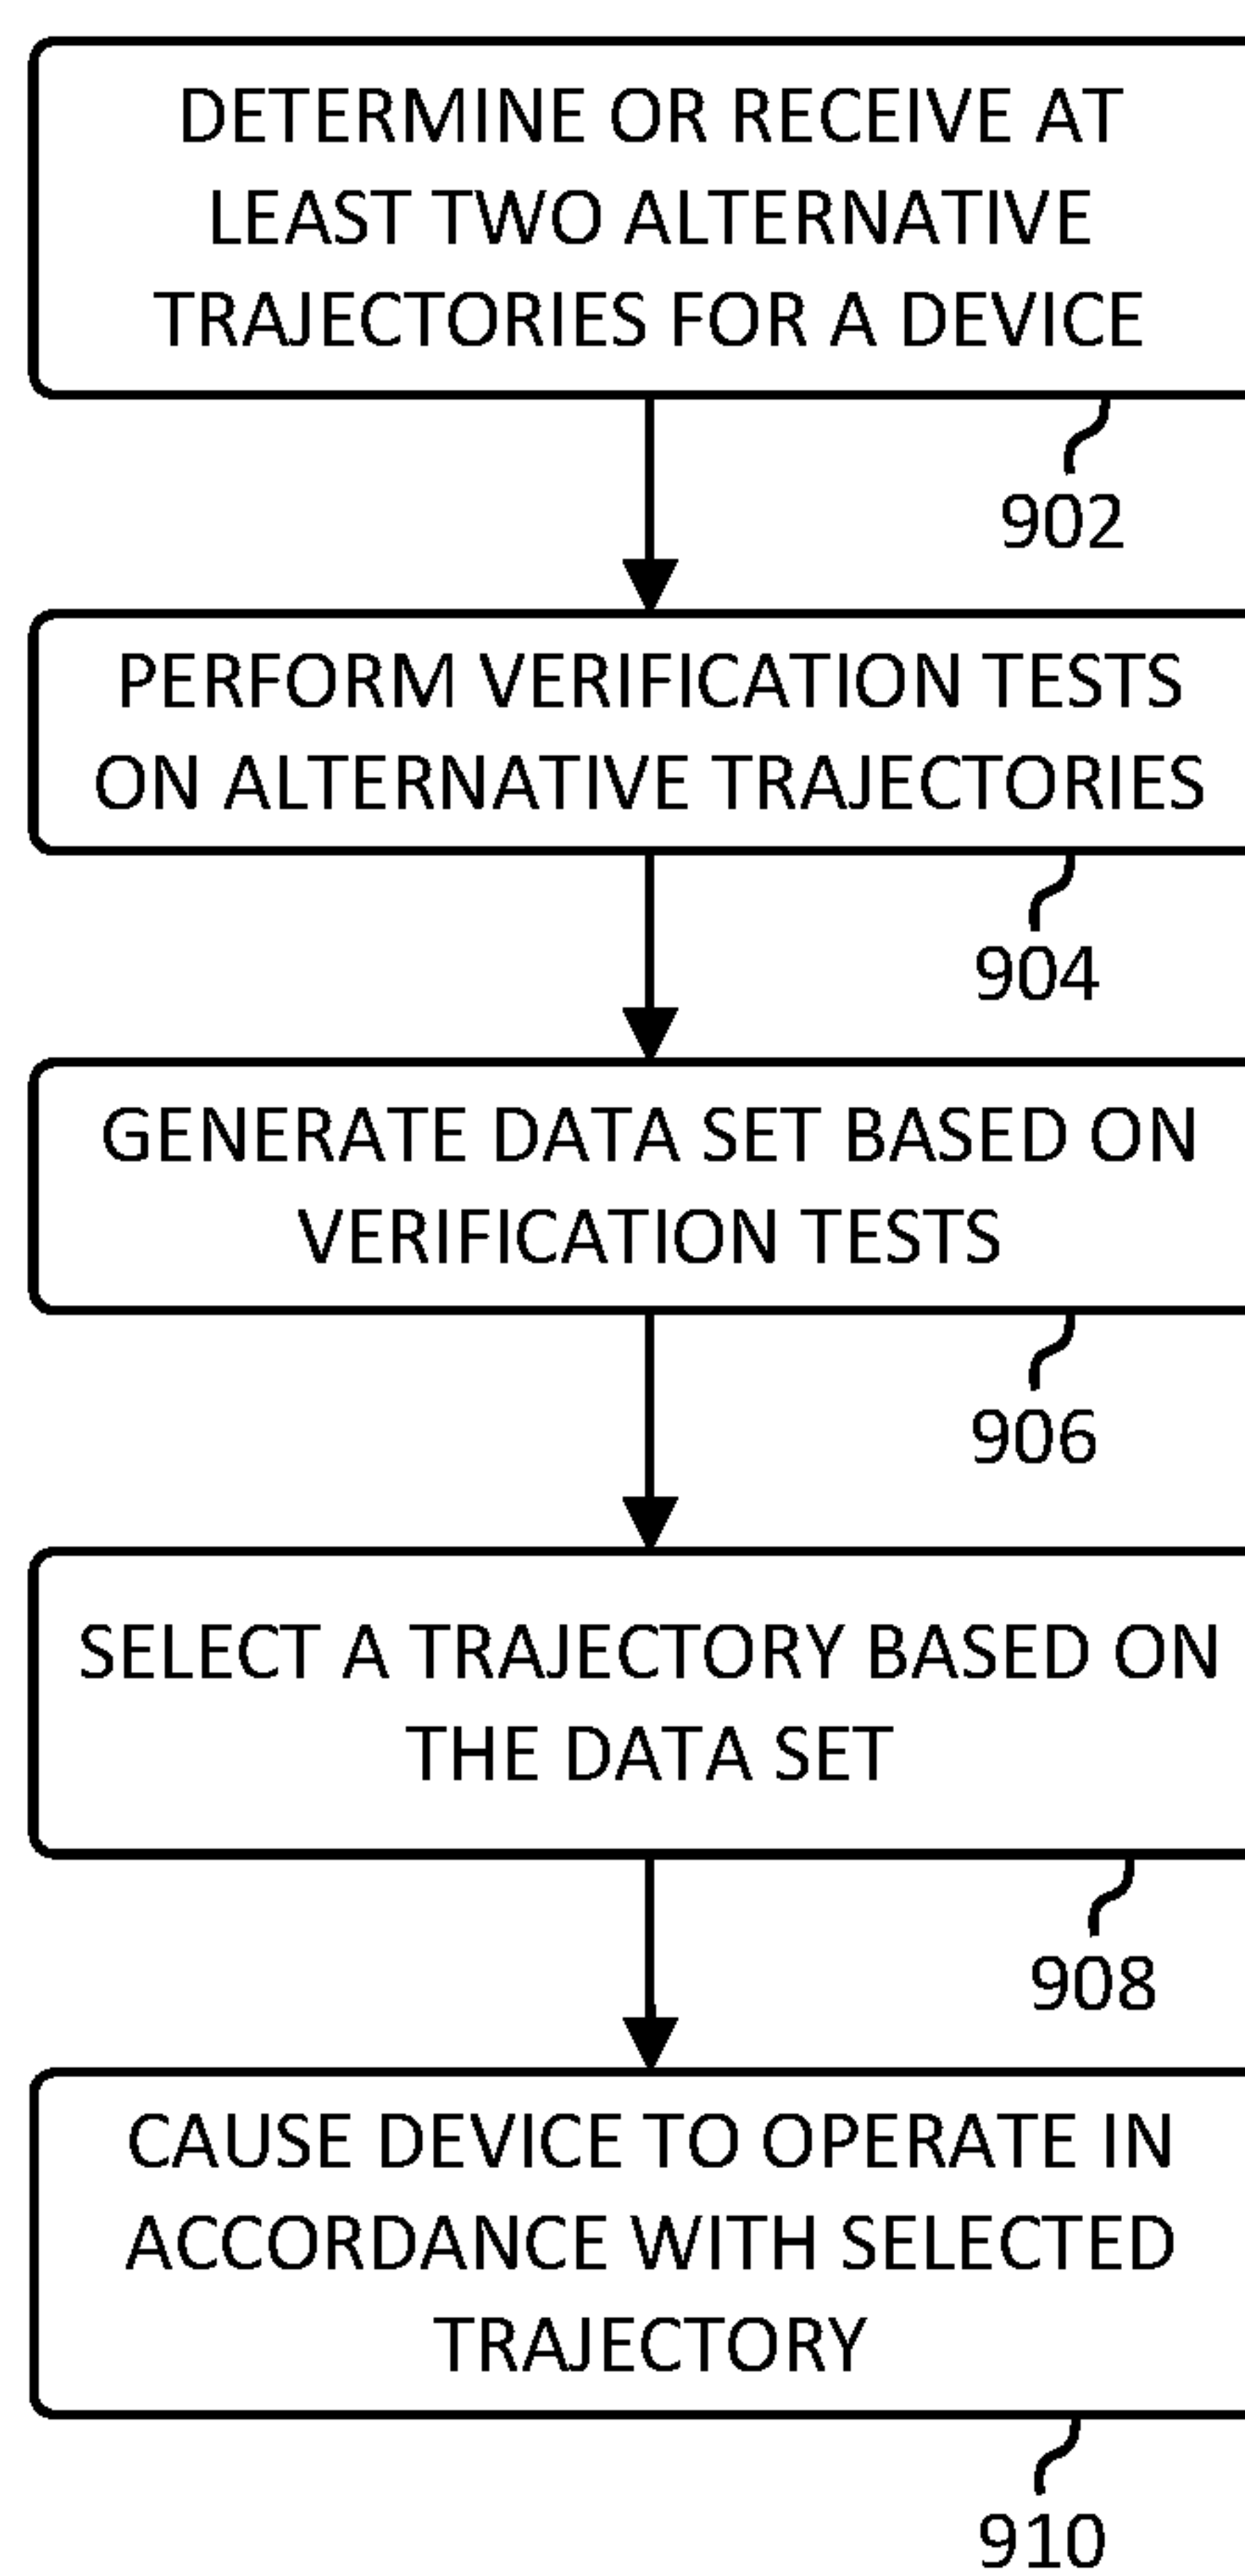 DETERMINE OR RECEIVE AT
LEAST TWO ALTERNATIVE
TRAJECTORIES FOR A DEVICE
902
PERFORM VERIFICATION TESTS
ON ALTERNATIVE TRAJECTORIES
904
GENERATE DATA SET BASED ON
VERIFICATION TESTS
906
SELECT A TRAJECTORY BASED ON
THE DATA SET
908
CAUSE DEVICE TO OPERATE IN
ACCORDANCE WITH SELECTED
TRAJECTORY
910